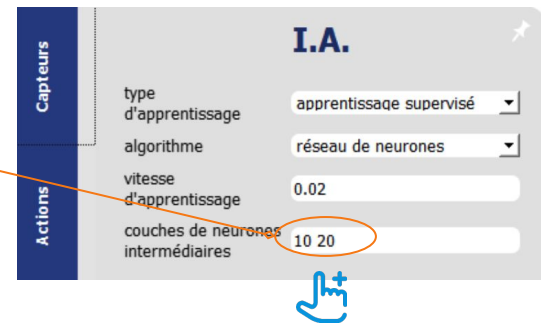 Capteurs
Actions
I.A.
type
d'apprentissage
apprentissage supervisé
algorithme
réseau de neurones
vitesse
d'apprentissage
0.02
couches de neurones
intermédiaires
10 20